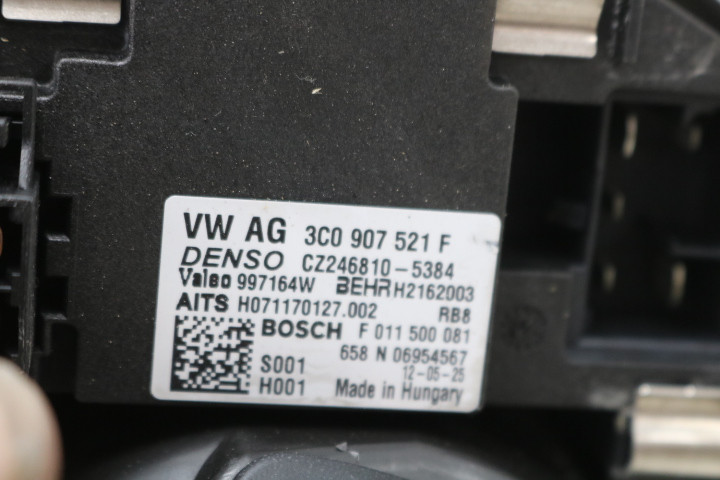 VW AG 3C0 907 521 F
DENSO CZ246810-5384
Valeo 997164W BEHR H2162003
AITS H071170127.002 RB8
BOSCH F 011 500 081
658 N 06954567
S001 12-05-25
H001 Made in Hungary